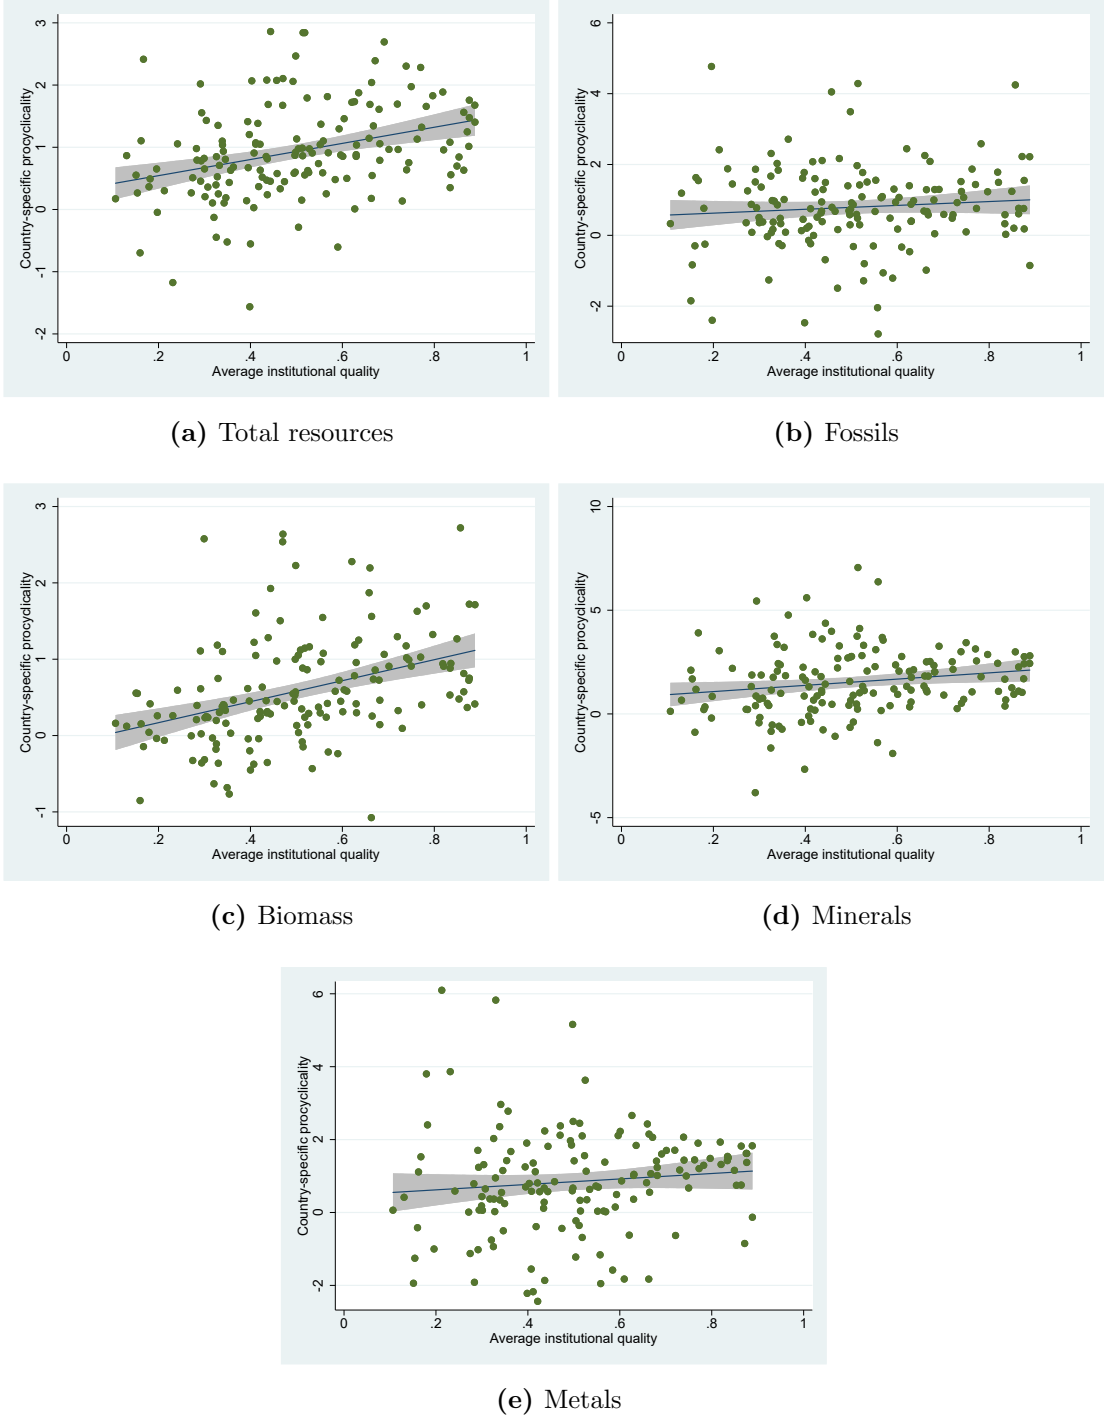 3
2
1
0
-1
-2
Country-specific procyclicality
0 .2 .4 .6 .8 1
Average institutional quality
(a) Total resources
6
4
2
0
-2
Country-specific procyclicality
0 .2 .4 .6 .8 1
Average institutional quality
(b) Fossils
3
2
1
0
-1
Country-specific procyclicality
0 .2 .4 .6 .8 1
Average institutional quality
(c) Biomass
10
5
0
-5
Country-specific procyclicality
0 .2 .4 .6 .8 1
Average institutional quality
(d) Minerals
6
4
2
0
-2
Country-specific procyclicality
0 .2 .4 .6 .8 1
Average institutional quality
(e) Metals